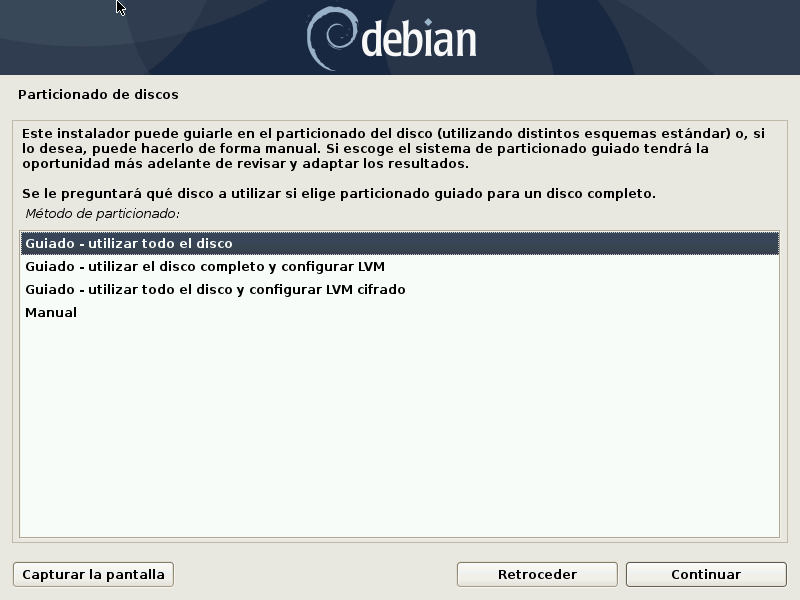 debian
Particionado de discos
Este instalador puede guiarle en el particionado del disco (utilizando distintos esquemas estándar) o, si
lo desea, puede hacerlo de forma manual. Si escoge el sistema de particionado guiado tendrá la
oportunidad más adelante de revisar y adaptar los resultados.
Se le preguntará qué disco a utilizar si elige particionado guiado para un disco completo.
Método de particionado:
Guiado - utilizar todo el disco
Guiado - utilizar el disco completo y configurar LVM
Guiado - utilizar todo el disco y configurar LVM cifrado
Manual
Capturar la pantalla
Retroceder
Continuar